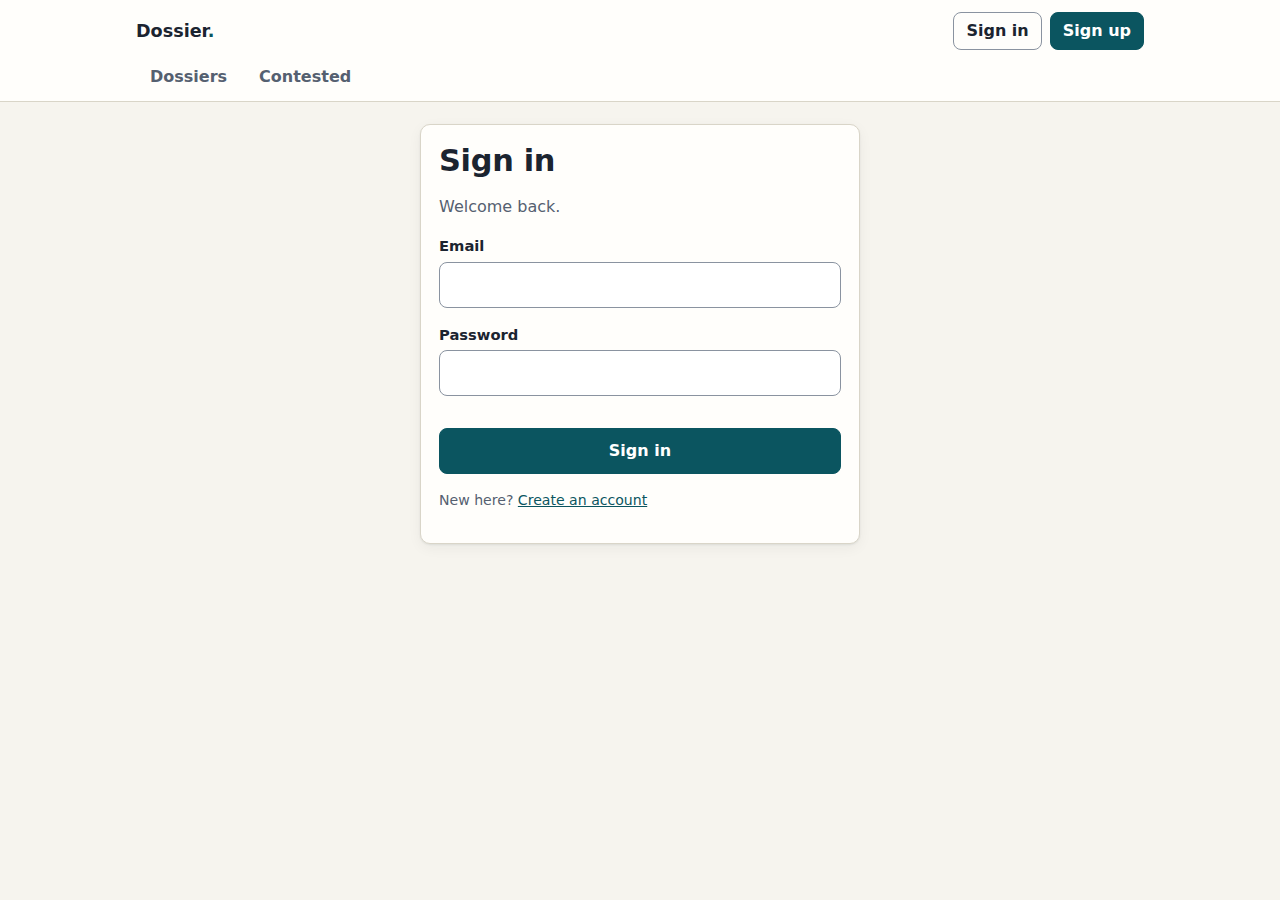 Dossier.
Sign in
Sign up
Dossiers
Contested
Sign in
Welcome back.
Email
Password
Sign in
New here? Create an account